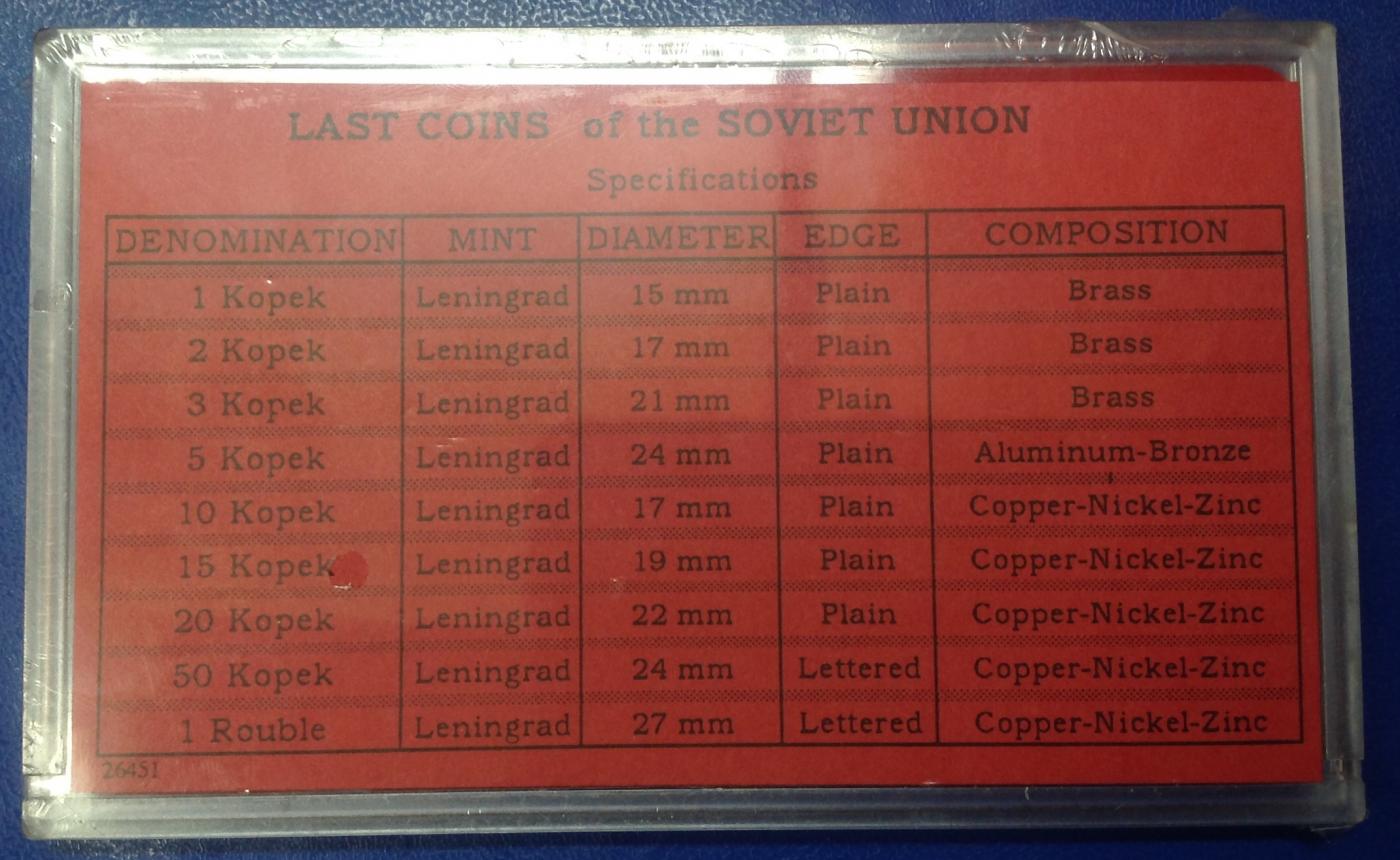 LAST COINS of the SOVIET UNION
Specifications
DENOMINATION MINT DIAMETER EDGE COMPOSITION
1 Kopek Leningrad 15 mm Plain Brass
2 Kopek Leningrad 17 mm Plain Brass
3 Kopek Leningrad 21 mm Plain Brass
5 Kopek Leningrad 24 mm Plain Aluminum-Bronze
10 Kopek Leningrad 17 mm Plain Copper-Nickel-Zinc
15 Kopek Leningrad 19 mm Plain Copper-Nickel-Zinc
20 Kopek Leningrad 22 mm Plain Copper-Nickel-Zinc
50 Kopek Leningrad 24 mm Lettered Copper-Nickel-Zinc
1 Rouble Leningrad 27 mm Lettered Copper-Nickel-Zinc
26451